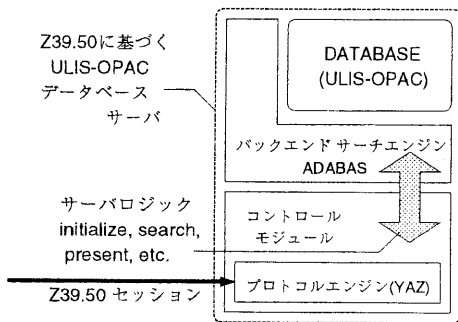 Z39.50に基づく
ULIS-OPAC
データベース
サーバ
DATABASE
(ULIS-OPAC)
バックエンド サーチエンジン
ADABAS
サーバロジック
initialize, search,
present, etc.
コントロール
モジュール
Z39.50 セッション
プロトコルエンジン(YAZ)